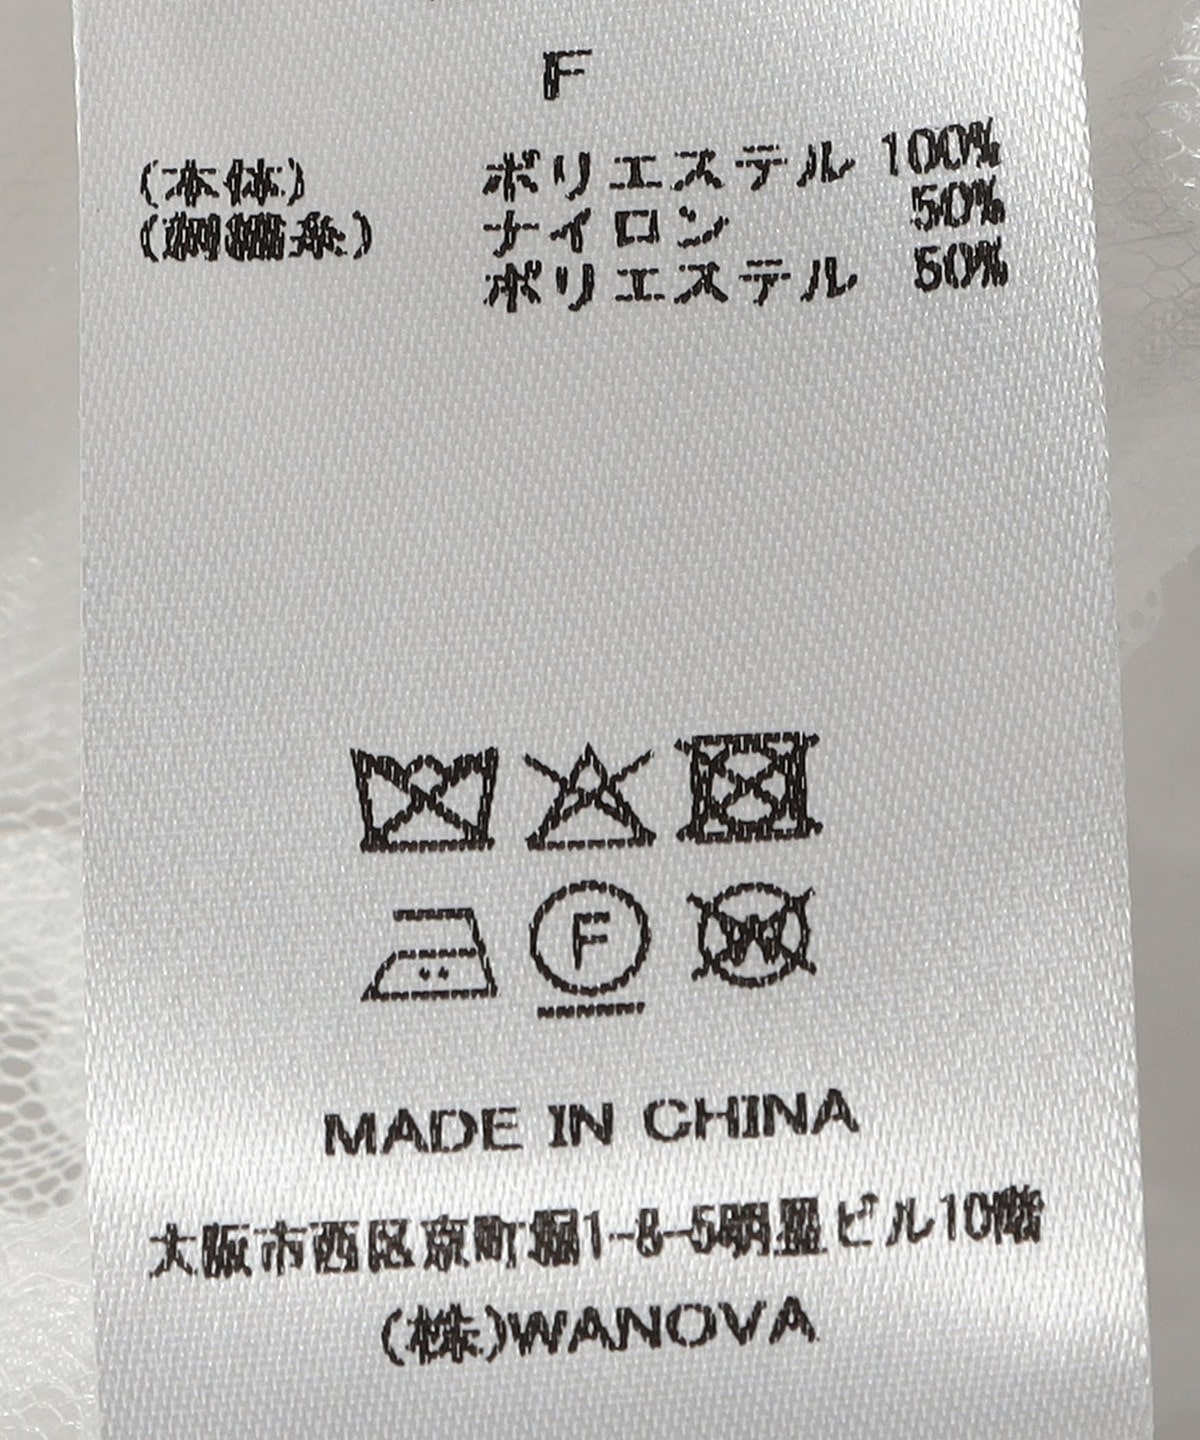 F
(本体) ポリエステル 100%
(刺繍糸) ナイロン 50%
ポリエステル 50%
F
W
MADE IN CHINA
大阪市西区京町堀1-8-5明星ビル10階
(株)WANOVA